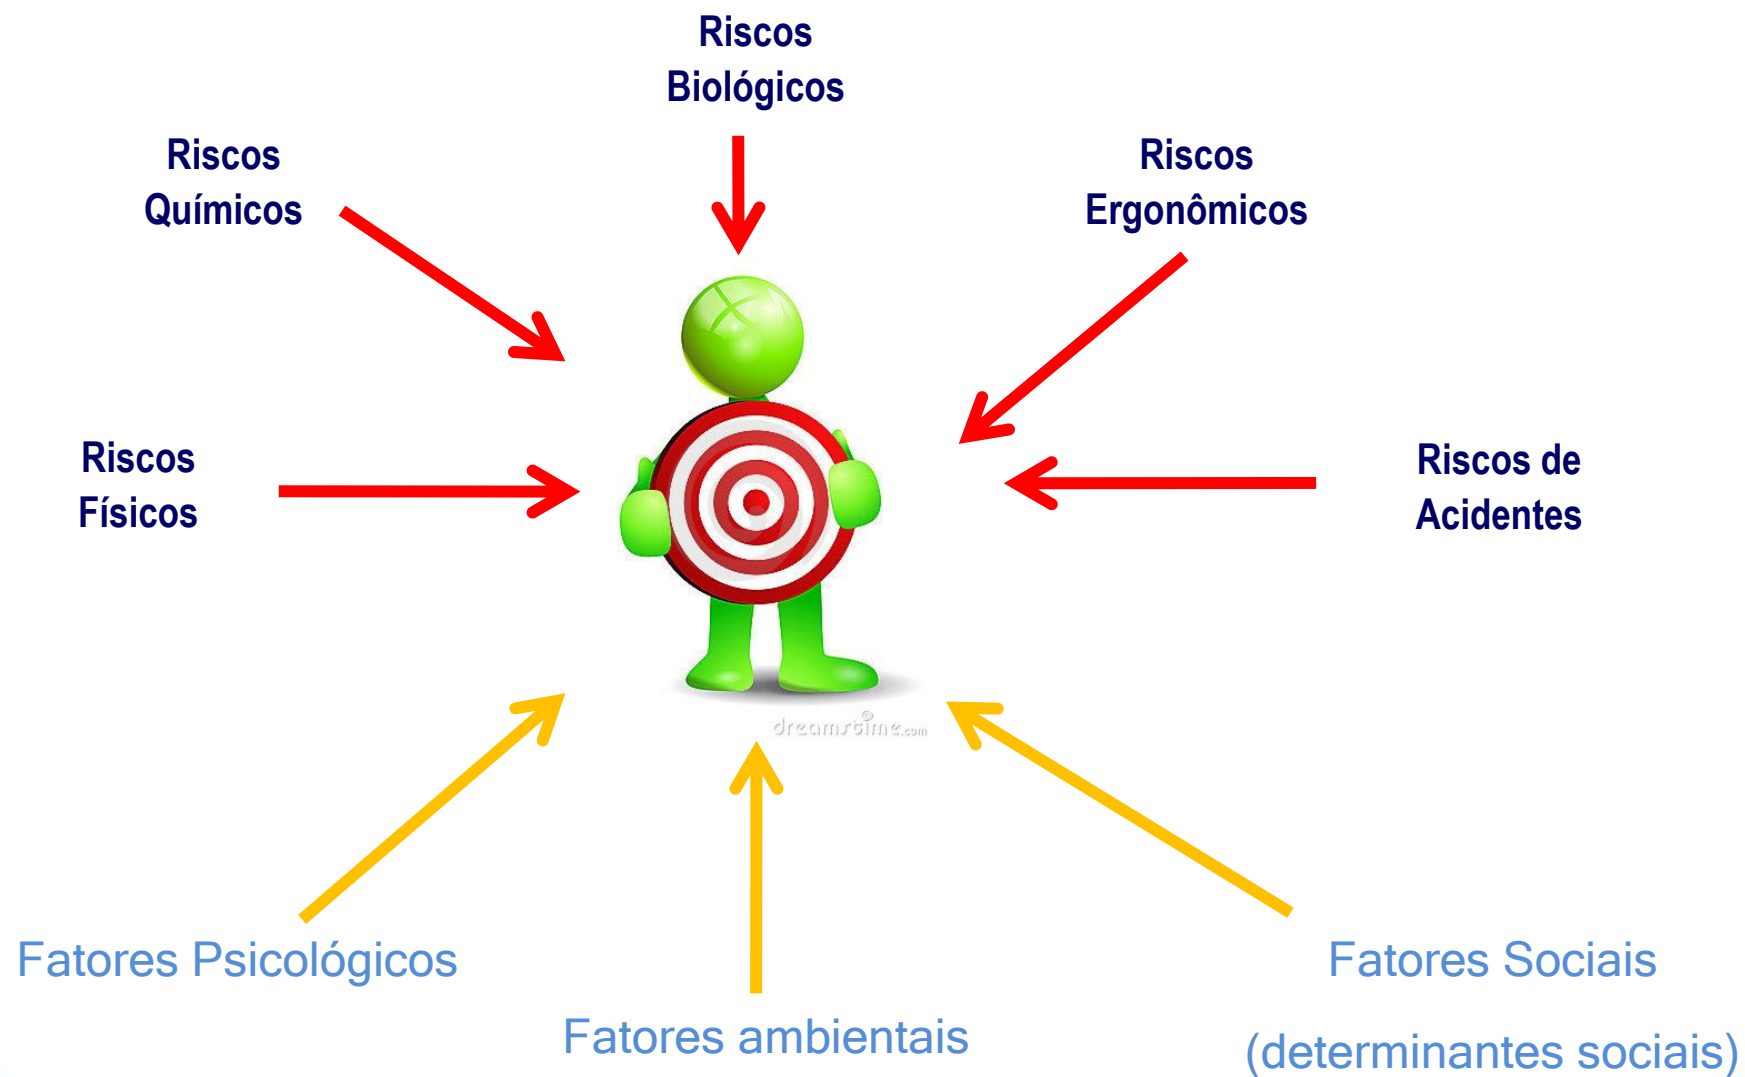 Riscos
Biológicos
Riscos
Químicos
Riscos
Ergonômicos
Riscos
Físicos
Riscos de
Acidentes
dreamstime.com
Fatores Psicológicos
Fatores ambientais
Fatores Sociais
(determinantes sociais)